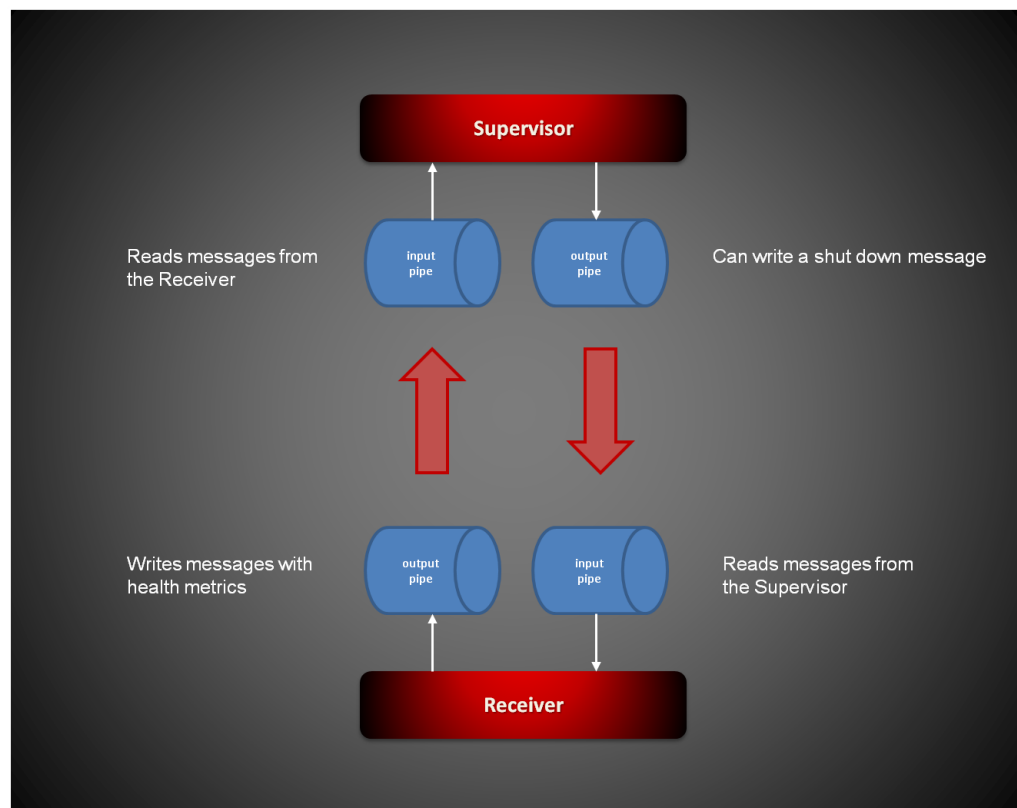 Supervisor
Reads messages from
the Receiver
input
pipe
output
pipe
Can write a shut down message
Writes messages with
health metrics
output
pipe
input
pipe
Reads messages from
the Supervisor
Receiver